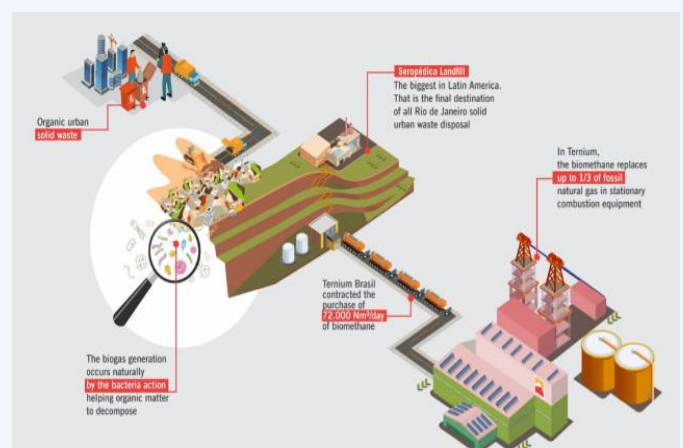 Organic urban
solid waste
Seropédica Landfill
The biggest in Latin America.
That is the final destination
of all Rio de Janeiro solid
urban waste disposal
In Ternium,
the biomethane replaces
up to 1/3 of fossil
natural gas in stationary
combustion equipment
Ternium Brasil
contracted the
purchase of
72.000 Nm³/day
of biomethane
The biogas generation
occurs naturally
by the bacteria action
helping organic matter
to decompose